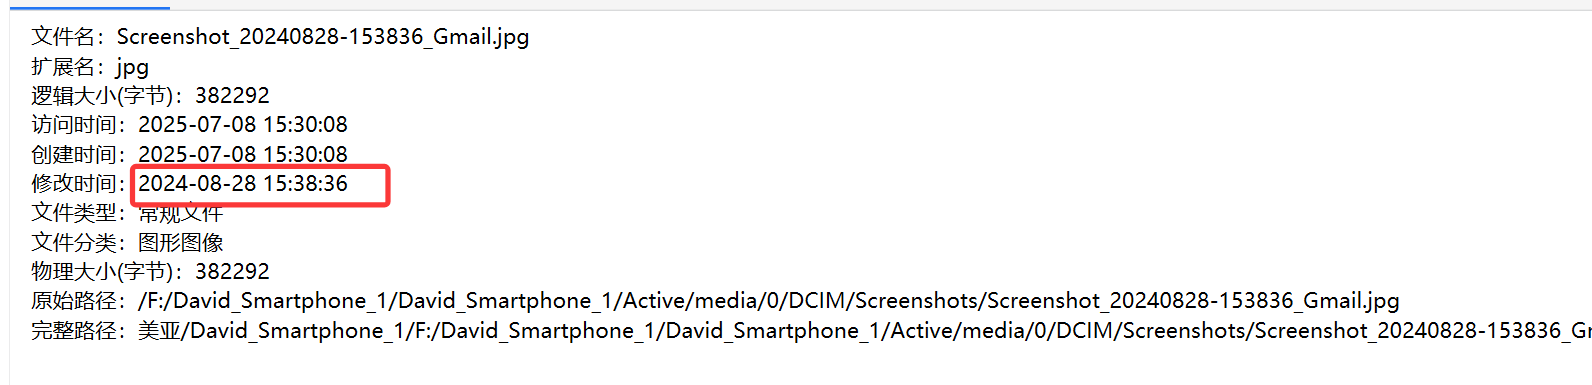 文件名：Screenshot_20240828-153836_Gmail.jpg
扩展名：jpg
逻辑大小(字节)：382292
访问时间：2025-07-08 15:30:08
创建时间：2025-07-08 15:30:08
修改时间：2024-08-28 15:38:36
文件类型：常规文件
文件分类：图形图像
物理大小(字节)：382292
原始路径：/F:/David_Smartphone_1/David_Smartphone_1/Active/media/0/DCIM/Screenshots/Screenshot_20240828-153836_Gmail.jpg
完整路径：美亚/David_Smartphone_1/F:/David_Smartphone_1/David_Smartphone_1/Active/media/0/DCIM/Screenshots/Screenshot_20240828-153836_G